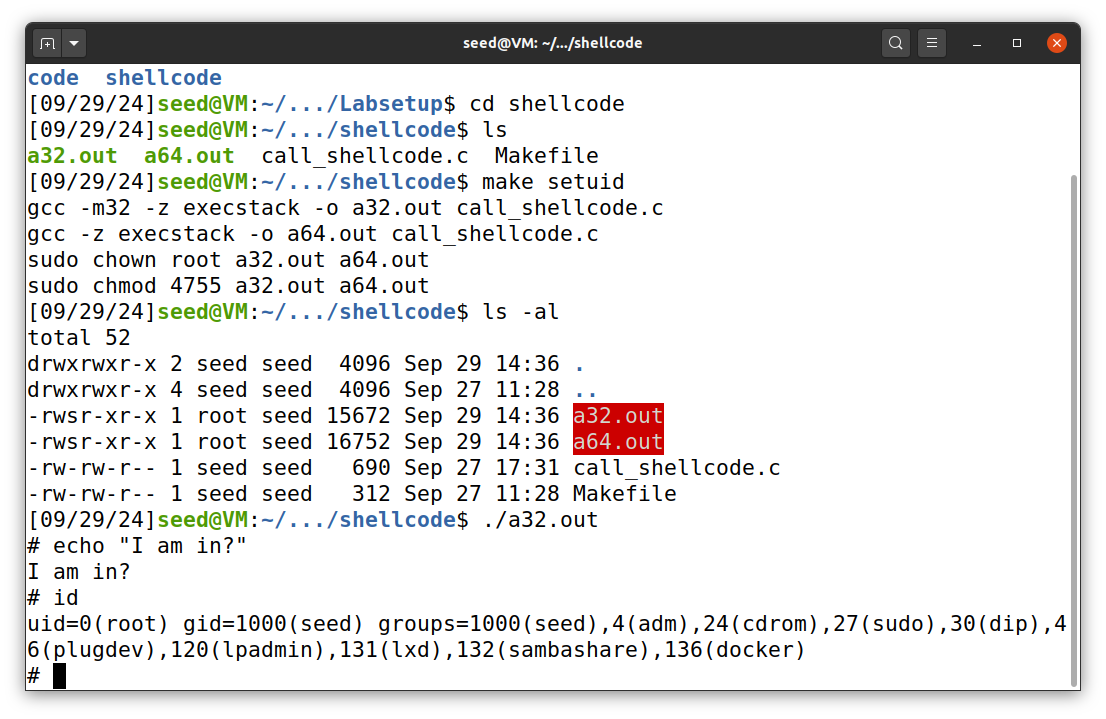 seed@VM: ~/.../shellcode
code  shellcode
[09/29/24]seed@VM:~/.../Labsetup$ cd shellcode
[09/29/24]seed@VM:~/.../shellcode$ ls
a32.out  a64.out  call_shellcode.c  Makefile
[09/29/24]seed@VM:~/.../shellcode$ make setuid
gcc -m32 -z execstack -o a32.out call_shellcode.c
gcc -z execstack -o a64.out call_shellcode.c
sudo chown root a32.out a64.out
sudo chmod 4755 a32.out a64.out
[09/29/24]seed@VM:~/.../shellcode$ ls -al
total 52
drwxrwxr-x 2 seed seed  4096 Sep 29 14:36 .
drwxrwxr-x 4 seed seed  4096 Sep 27 11:28 ..
-rwsr-xr-x 1 root seed 15672 Sep 29 14:36 a32.out
-rwsr-xr-x 1 root seed 16752 Sep 29 14:36 a64.out
-rw-rw-r-- 1 seed seed   690 Sep 27 17:31 call_shellcode.c
-rw-rw-r-- 1 seed seed   312 Sep 27 11:28 Makefile
[09/29/24]seed@VM:~/.../shellcode$ ./a32.out
# echo "I am in?"
I am in?
# id
uid=0(root) gid=1000(seed) groups=1000(seed),4(adm),24(cdrom),27(sudo),30(dip),4
6(plugdev),120(lpadmin),131(lxd),132(sambashare),136(docker)
#